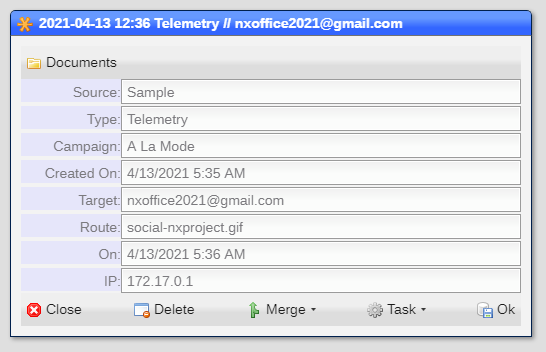 2021-04-13 12:36 Telemetry // nxoffice2021@gmail.com
Documents
Source: Sample
Type: Telemetry
Campaign: A La Mode
Created On: 4/13/2021 5:35 AM
Target: nxoffice2021@gmail.com
Route: social-nxproject.gif
On: 4/13/2021 5:36 AM
IP: 172.17.0.1
Close Delete Merge Task Ok